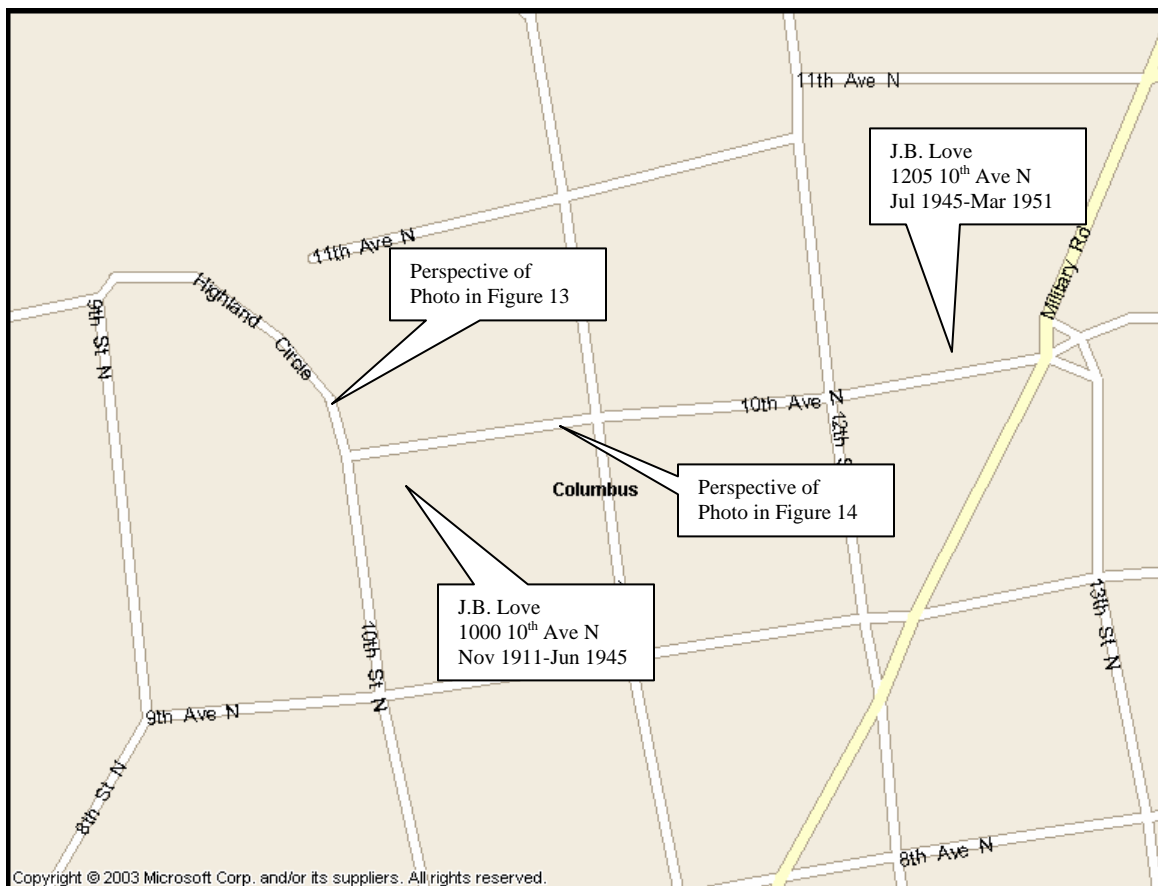 11th Ave N
J.B. Love
1205 10th Ave N
Jul 1945-Mar 1951
11th Ave N
Military Rd
Perspective of
Photo in Figure 13
Highland Circle
9th St N
10th Ave N
12th S
Perspective of
Photo in Figure 14
Columbus
J.B. Love
1000 10th Ave N
Nov 1911-Jun 1945
13th St N
10th St N
9th Ave N
8th St N
8th Ave N
Copyright © 2003 Microsoft Corp. and/or its suppliers. All rights reserved.